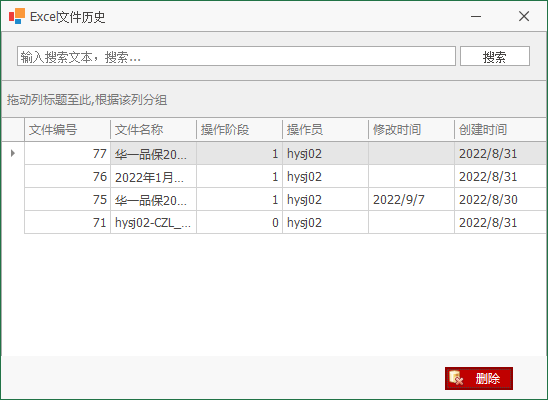 Excel文件历史
输入搜索文本，搜索... 搜索
拖动列标题至此,根据该列分组
文件编号 文件名称 操作阶段 操作员 修改时间 创建时间
77 华一品保20... 1 hysj02 2022/8/31
76 2022年1月... 1 hysj02 2022/8/31
75 华一品保20... 1 hysj02 2022/9/7 2022/8/30
71 hysj02-CZL_... 0 hysj02 2022/8/31
删除